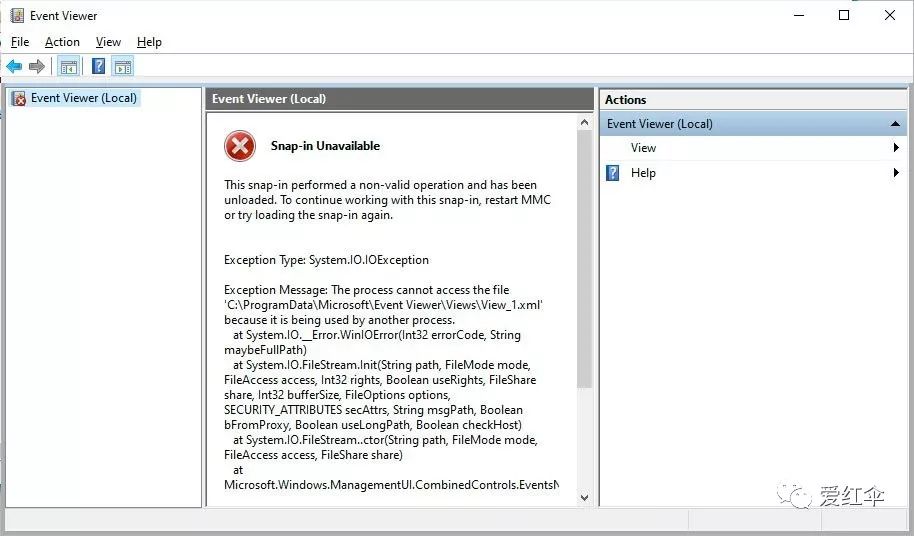 Event Viewer
File Action View Help
Event Viewer (Local)
Event Viewer (Local)
Snap-in Unavailable
This snap-in performed a non-valid operation and has been
unloaded. To continue working with this snap-in, restart MMC
or try loading the snap-in again.
Exception Type: System.IO.IOException
Exception Message: The process cannot access the file
'C:\ProgramData\Microsoft\Event Viewer\Views\View_1.xml'
because it is being used by another process.
at System.IO.__Error.WinIOError(Int32 errorCode, String
maybeFullPath)
at System.IO.FileStream.Init(String path, FileMode mode,
FileAccess access, Int32 rights, Boolean useRights, FileShare
share, Int32 bufferSize, FileOptions options,
SECURITY_ATTRIBUTES secAttrs, String msgPath, Boolean
bFromProxy, Boolean useLongPath, Boolean checkHost)
at System.IO.FileStream..ctor(String path, FileMode mode,
FileAccess access, FileShare share)
at
Microsoft.Windows.ManagementUI.CombinedControls.EventsN
Actions
Event Viewer (Local)
View
Help
爱红伞